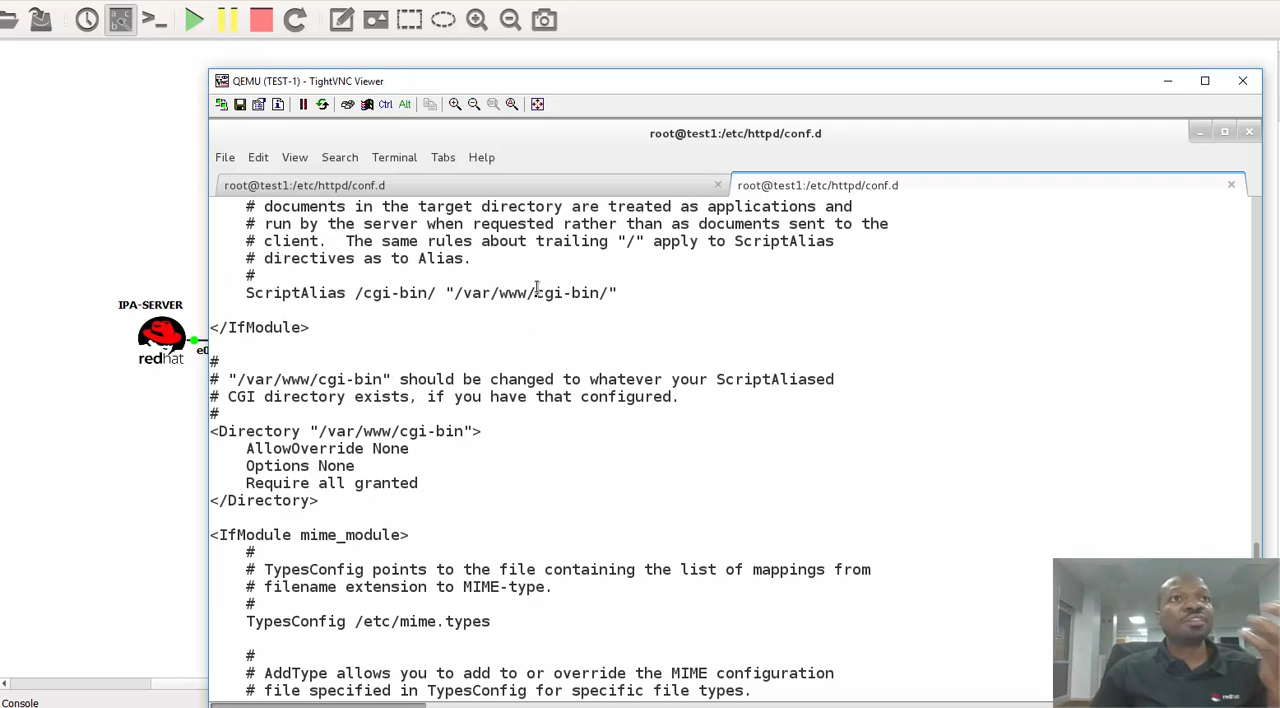 QEMU (TEST-1) - TightVNC Viewer
Ctrl Alt
root@test1:/etc/httpd/conf.d
File Edit View Search Terminal Tabs Help
root@test1:/etc/httpd/conf.d root@test1:/etc/httpd/conf.d
# documents in the target directory are treated as applications and
# run by the server when requested rather than as documents sent to the
# client.  The same rules about trailing "/" apply to ScriptAlias
# directives as to Alias.
#
ScriptAlias /cgi-bin/ "/var/www/cgi-bin/"
</IfModule>
#
# "/var/www/cgi-bin" should be changed to whatever your ScriptAliased
# CGI directory exists, if you have that configured.
#
<Directory "/var/www/cgi-bin">
AllowOverride None
Options None
Require all granted
</Directory>
<IfModule mime_module>
#
# TypesConfig points to the file containing the list of mappings from
# filename extension to MIME-type.
#
TypesConfig /etc/mime.types
#
# AddType allows you to add to or override the MIME configuration
# file specified in TypesConfig for specific file types.
IPA-SERVER
redhat
e0
Console
redhat